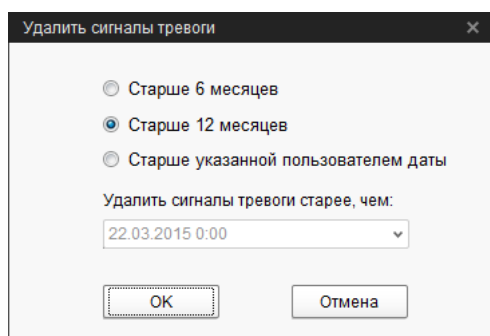 Удалить сигналы тревоги
Старше 6 месяцев
Старше 12 месяцев
Старше указанной пользователем даты
Удалить сигналы тревоги старее, чем:
22.03.2015 0:00
OK
Отмена